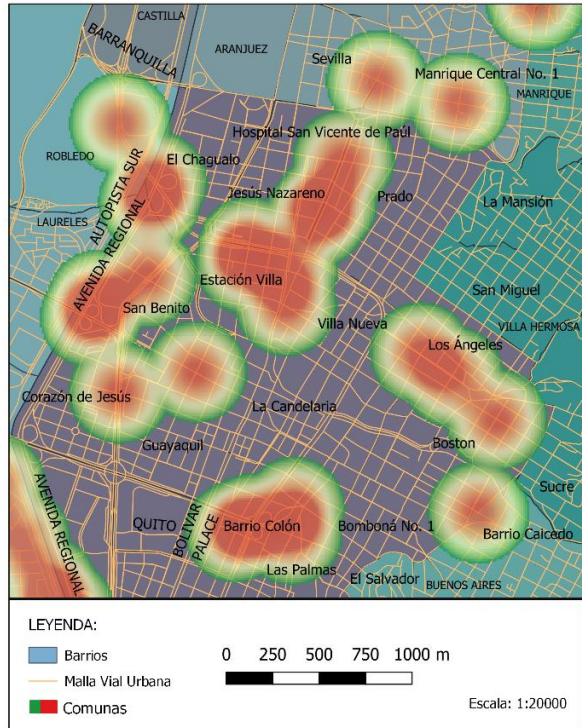 CASTILLA
BARRANQUILLA
ARANJUEZ
Sevilla
Manrique Central No. 1
MANRIQUE
Hospital San Vicente de Paúl
ROBLEDO
El Chagualo
AUTOPISTA SUR
Jesús Nazareno
Prado
La Mansión
LAURELES
AVENIDA REGIONAL
Estación Villa
San Miguel
San Benito
Villa Nueva
VILLA HERMOSA
Los Ángeles
Corazón de Jesús
La Candelaria
Guayaquil
Boston
AVENIDA REGIONAL
Sucre
QUITO
BOLIVAR
PALACE
Barrio Colón
Bomboná No. 1
Barrio Caicedo
Las Palmas
El Salvador
BUENOS AIRES
LEYENDA:
Barrios
Malla Vial Urbana
Comunas
0 250 500 750 1000 m
Escala: 1:20000